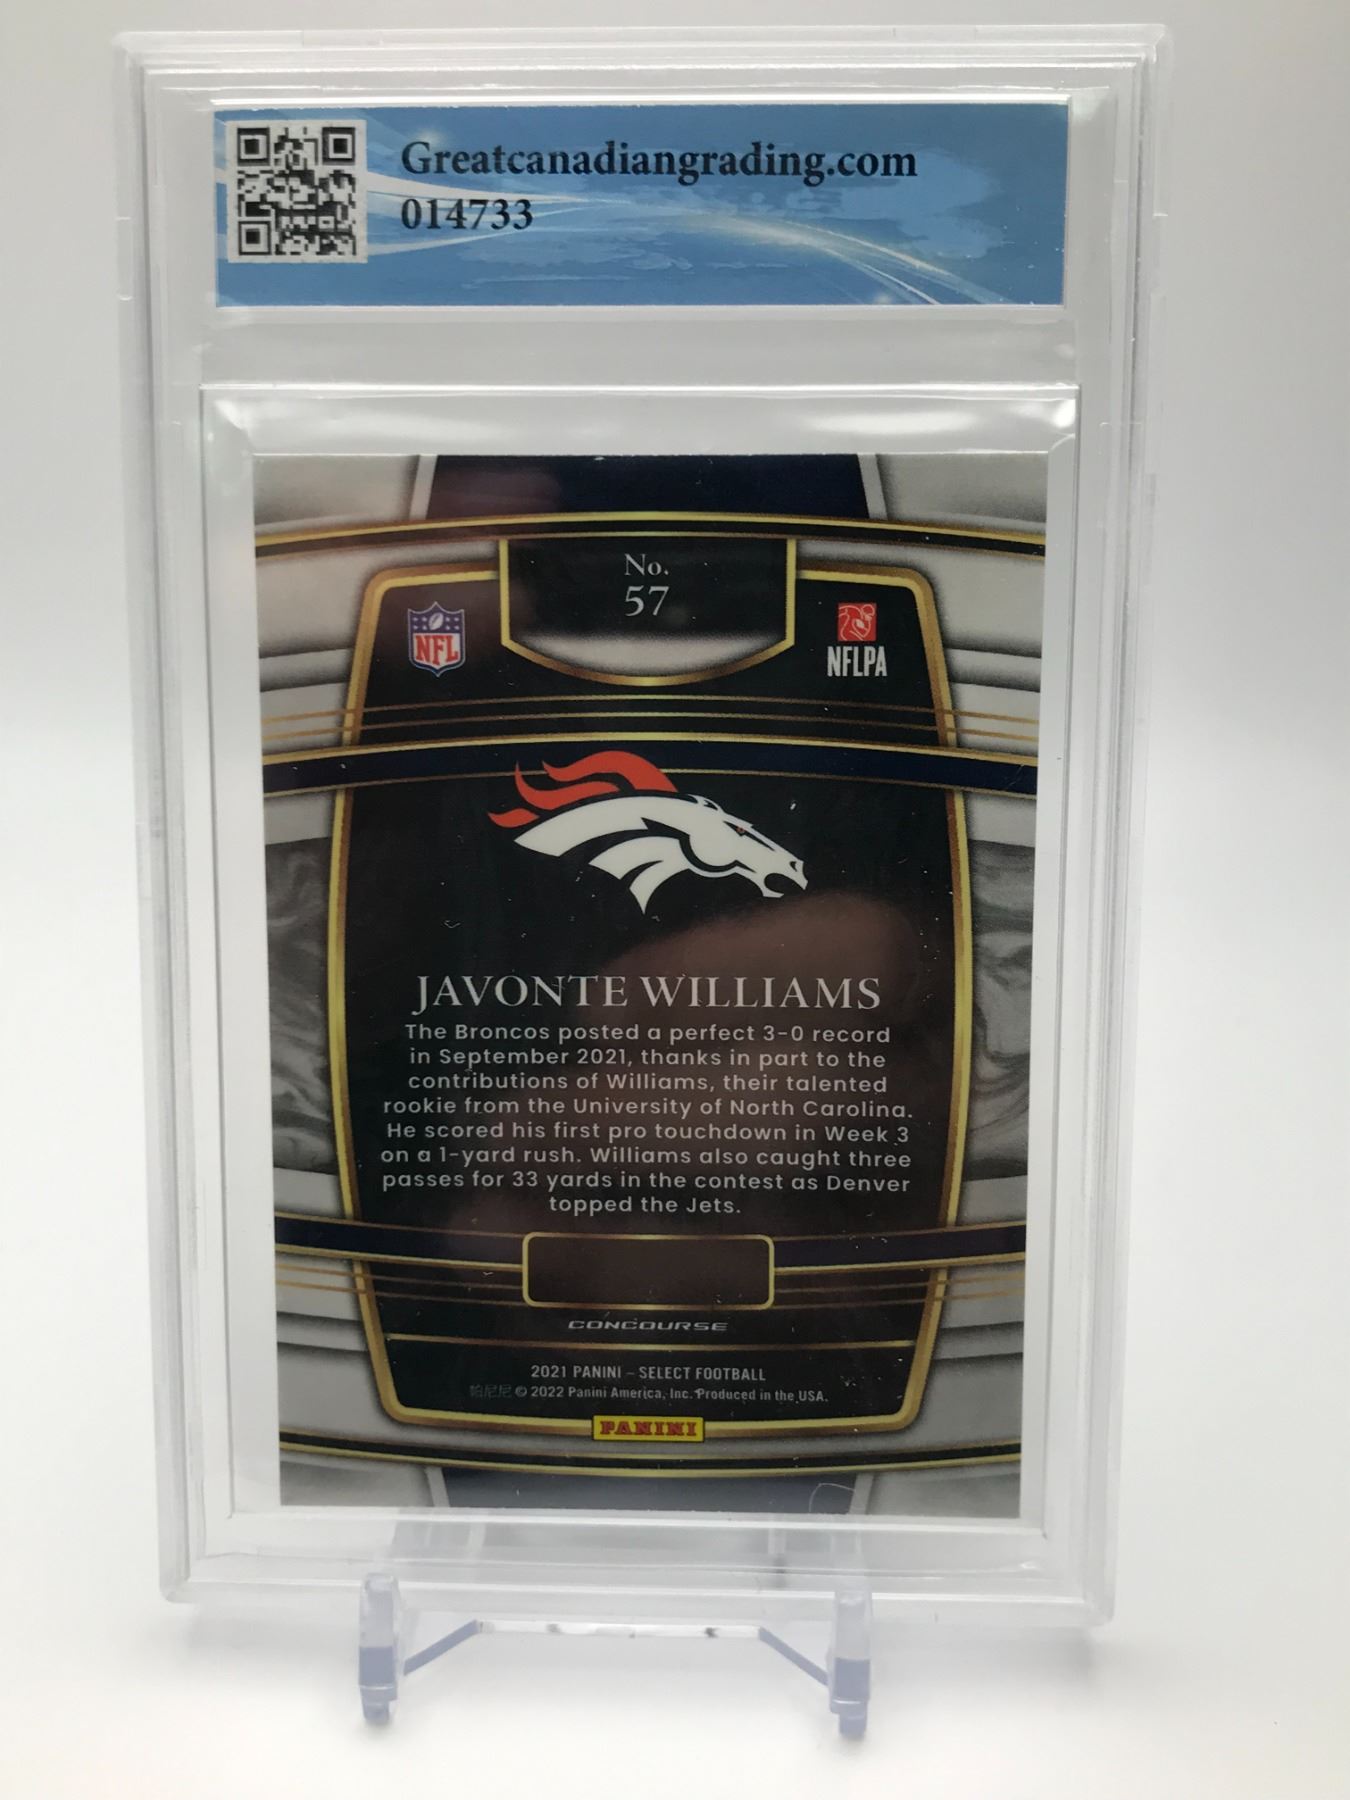 Greatcanadiangrading.com
014733
No.
57
NFL
NFLPA
JAVONTE WILLIAMS
The Broncos posted a perfect 3-0 record
in September 2021, thanks in part to the
contributions of Williams, their talented
rookie from the University of North Carolina.
He scored his first pro touchdown in Week 3
on a 1-yard rush. Williams also caught three
passes for 33 yards in the contest as Denver
topped the Jets.
CONCOURSE
2021 PANINI – SELECT FOOTBALL
帕尼尼 © 2022 Panini America, Inc. Produced in the USA.
PANINI